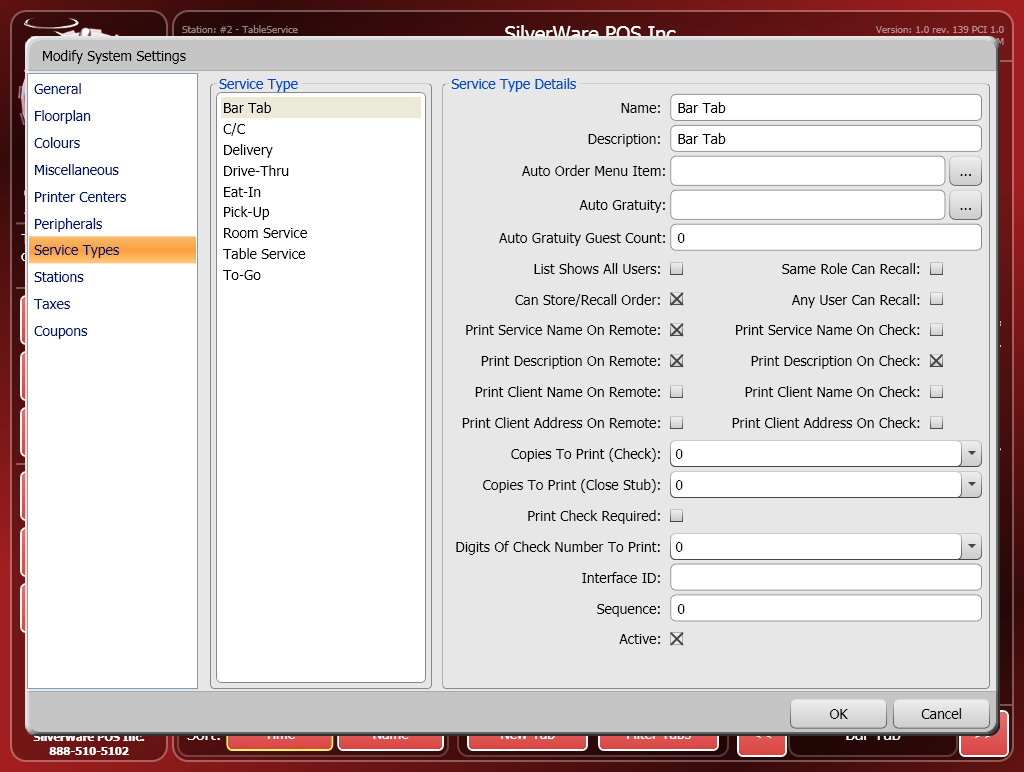 Station: #2 - TableService
SilverWare POS Inc
Version: 1.0 rev. 139 PCI 1.0
Modify System Settings
General
Floorplan
Colours
Miscellaneous
Printer Centers
Peripherals
Service Types
Stations
Taxes
Coupons
Service Type
Bar Tab
C/C
Delivery
Drive-Thru
Eat-In
Pick-Up
Room Service
Table Service
To-Go
Service Type Details
Name: Bar Tab
Description: Bar Tab
Auto Order Menu Item: ...
Auto Gratuity: ...
Auto Gratuity Guest Count: 0
List Shows All Users: Same Role Can Recall:
Can Store/Recall Order: Any User Can Recall:
Print Service Name On Remote: Print Service Name On Check:
Print Description On Remote: Print Description On Check:
Print Client Name On Remote: Print Client Name On Check:
Print Client Address On Remote: Print Client Address On Check:
Copies To Print (Check): 0
Copies To Print (Close Stub): 0
Print Check Required:
Digits Of Check Number To Print: 0
Interface ID:
Sequence: 0
Active:
OK Cancel
SilverWare POS Inc.
888-510-5102
Sort: Time Name New Tab Filter Tabs << Bar Tab >>